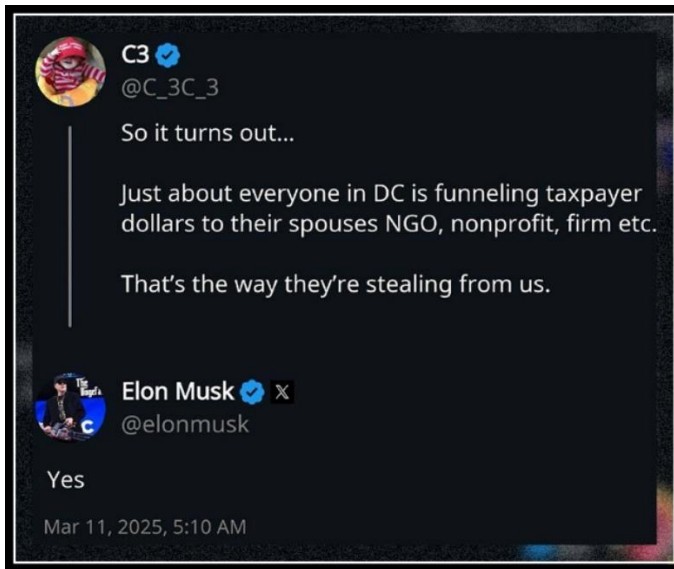 C3
@C_3C_3
So it turns out...
Just about everyone in DC is funneling taxpayer
dollars to their spouses NGO, nonprofit, firm etc.
That’s the way they’re stealing from us.
The
Elon Musk X
@elonmusk
C
Yes
Mar 11, 2025, 5:10 AM